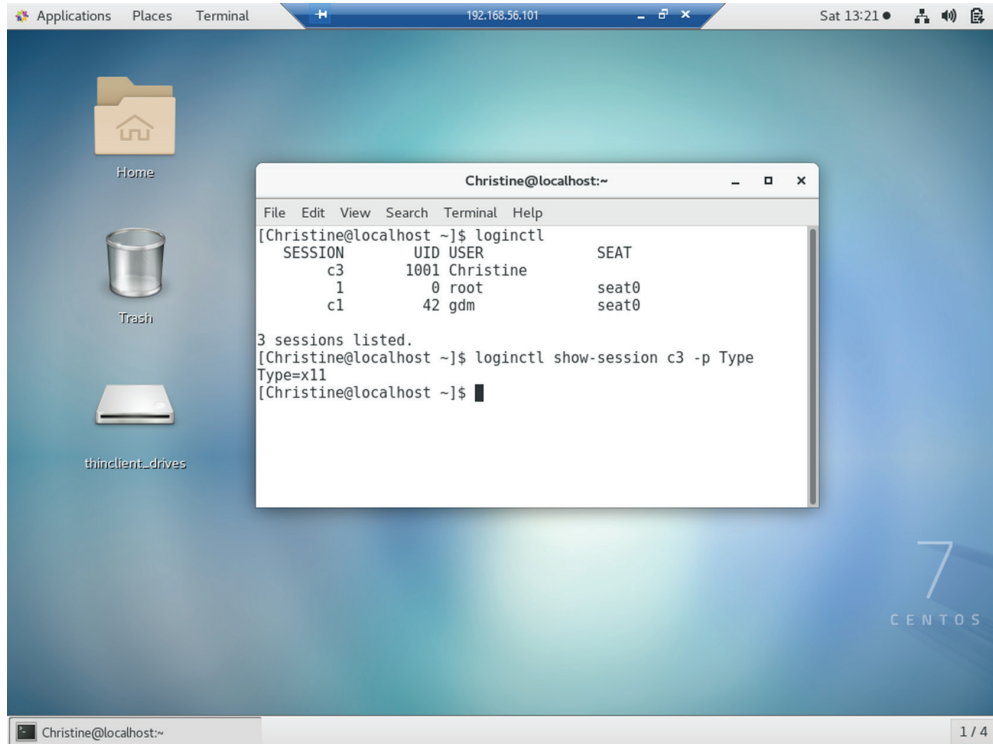 Applications Places Terminal 192.168.56.101 Sat 13:21
Home
Trash
thinclient_drives
Christine@localhost:~
File Edit View Search Terminal Help
[Christine@localhost ~]$ loginctl
SESSION UID USER SEAT
c3 1001 Christine
1 0 root seat0
c1 42 gdm seat0
3 sessions listed.
[Christine@localhost ~]$ loginctl show-session c3 -p Type
Type=x11
[Christine@localhost ~]$
7
CENTOS
Christine@localhost:~ 1 / 4